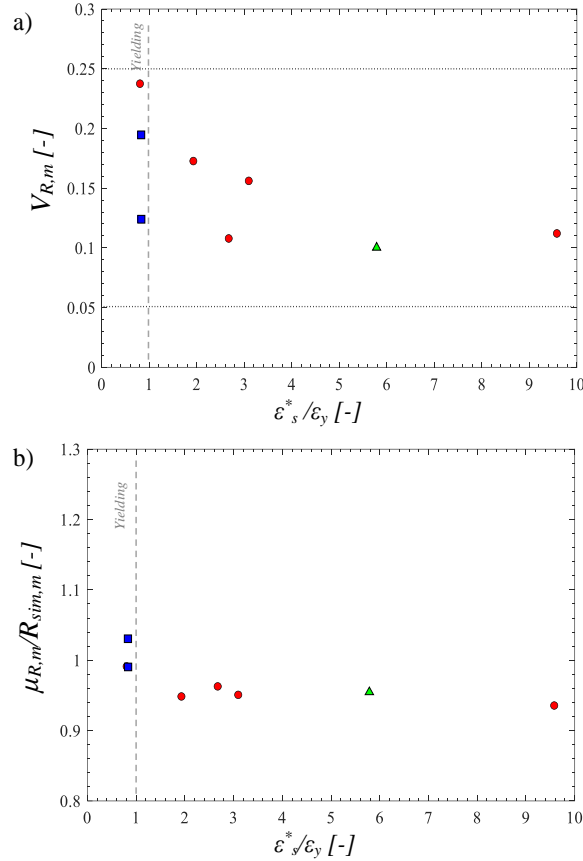 a)
0.3
0.25
0.2
0.15
0.1
0.05
0
V_{R,m} [-]
Yielding
0 1 2 3 4 5 6 7 8 9 10
ε*_s/ε_y [-]
b)
1.3
1.2
1.1
1
0.9
0.8
μ_{R,m}/R_{sim,m} [-]
Yielding
0 1 2 3 4 5 6 7 8 9 10
ε*_s/ε_y [-]